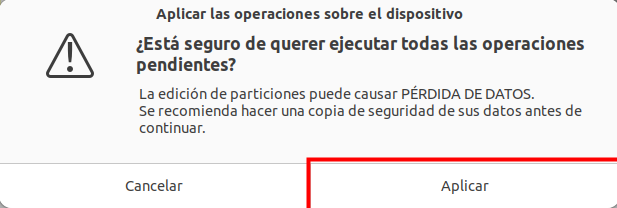 Aplicar las operaciones sobre el dispositivo
¿Está seguro de querer ejecutar todas las operaciones
pendientes?
La edición de particiones puede causar PÉRDIDA DE DATOS.
Se recomienda hacer una copia de seguridad de sus datos antes de
continuar.
Cancelar
Aplicar